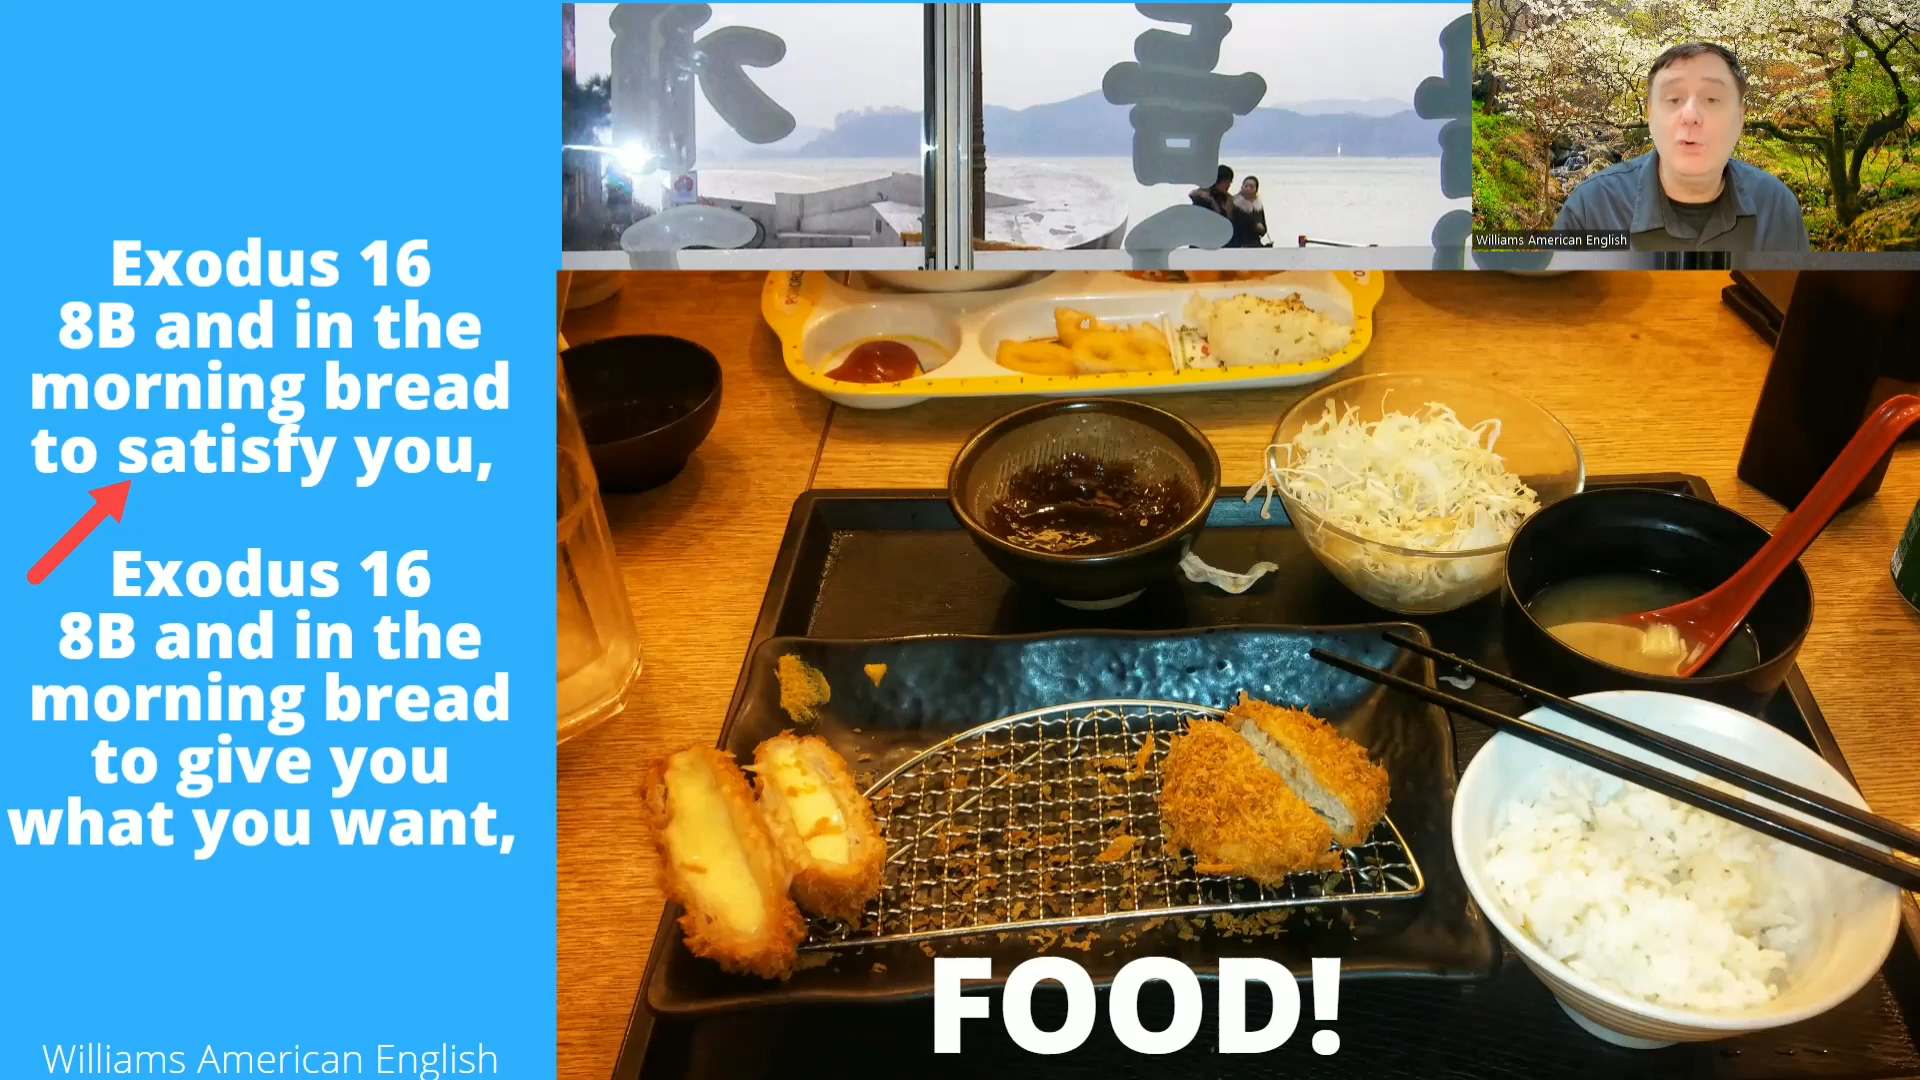 Exodus 16
8B and in the
morning bread
to satisfy you,
Exodus 16
8B and in the
morning bread
to give you
what you want,
Williams American English
Williams American English
FOOD!